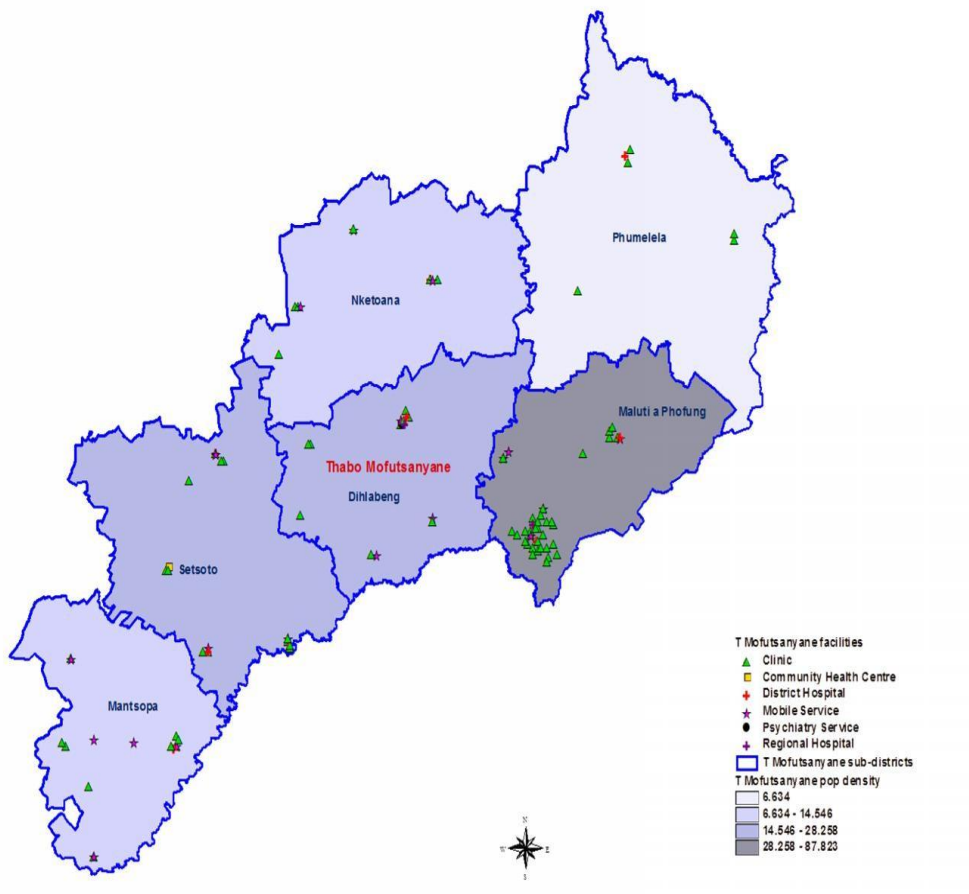 Phumelela
Nketoana
Maluti a Phofung
Thabo Mofutsanyane
Dihlabeng
Setsoto
Mantsopa
T Mofutsanyane facilities
Clinic
Community Health Centre
District Hospital
Mobile Service
Psychiatry Service
Regional Hospital
T Mofutsanyane sub-districts
T Mofutsanyane pop density
6.634
6.634 - 14.546
14.546 - 28.258
28.258 - 87.823
N
W E
S